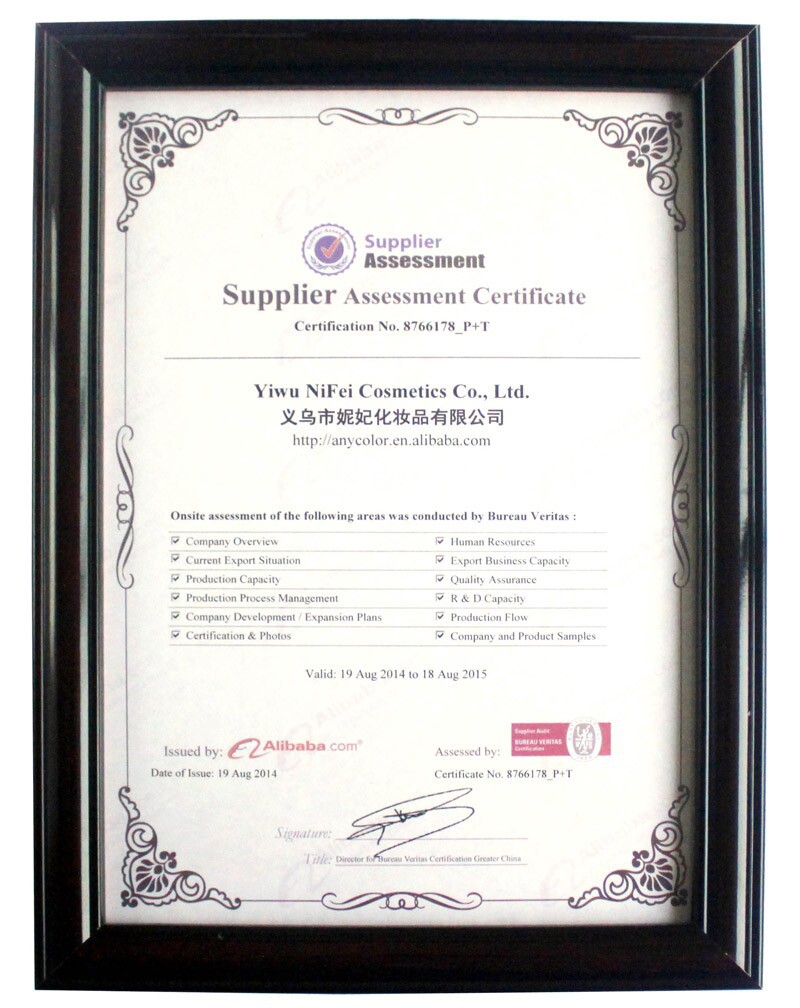 Supplier
Assessment
Supplier Assessment Certificate
Certification No. 8766178_P+T
Yiwu NiFei Cosmetics Co., Ltd.
义乌市妮妃化妆品有限公司
http://anycolor.en.alibaba.com
Onsite assessment of the following areas was conducted by Bureau Veritas :
Company Overview Human Resources
Current Export Situation Export Business Capacity
Production Capacity Quality Assurance
Production Process Management R & D Capacity
Company Development / Expansion Plans Production Flow
Certification & Photos Company and Product Samples
Valid: 19 Aug 2014 to 18 Aug 2015
Issued by: Alibaba.com®
Date of Issue: 19 Aug 2014
Supplier Audit
BUREAU VERITAS
Certification
Assessed by:
Certificate No. 8766178_P+T
Signature:
Title: Director for Bureau Veritas Certification Greater China